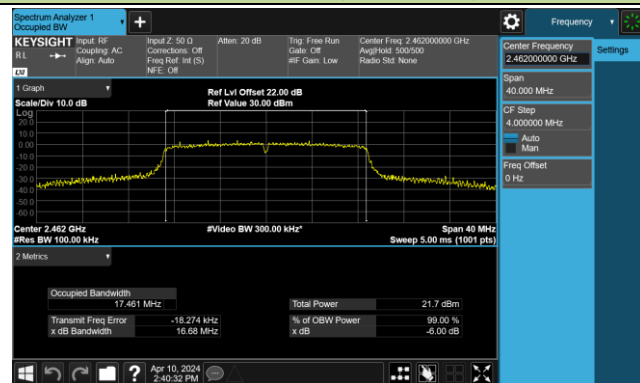 Spectrum Analyzer 1
Occupied BW
Frequency
KEYSIGHT
RL
LXI
Input: RF
Coupling: AC
Align: Auto
Input Z: 50 Ω
Corrections: Off
Freq Ref: Int (S)
NFE: Off
Atten: 20 dB
Trig: Free Run
Gate: Off
#IF Gain: Low
Center Freq: 2.462000000 GHz
Avg|Hold: 500/500
Radio Std: None
Center Frequency
2.462000000 GHz
Settings
Span
40.000 MHz
CF Step
4.000000 MHz
Auto
Man
Freq Offset
0 Hz
1 Graph
Scale/Div 10.0 dB
Ref Lvl Offset 22.00 dB
Ref Value 30.00 dBm
Log
20.0
10.0
0.00
-10.0
-20.0
-30.0
-40.0
-50.0
-60.0
Center 2.462 GHz
#Res BW 100.00 kHz
#Video BW 300.00 kHz*
Span 40 MHz
Sweep 5.00 ms (1001 pts)
2 Metrics
Occupied Bandwidth
17.461 MHz
Total Power 21.7 dBm
Transmit Freq Error -18.274 kHz
% of OBW Power 99.00 %
x dB Bandwidth 16.68 MHz
x dB -6.00 dB
?
Apr 10, 2024
2:40:32 PM